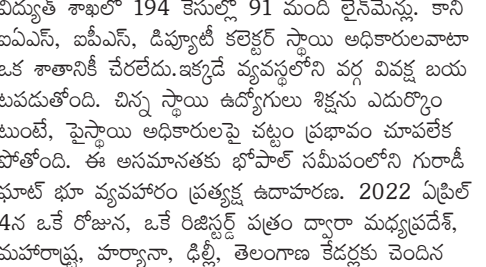 విద్యుత్ శాఖలో 194 కేసుల్లో 91 మంది లైన్‌మెన్లు. కానీ
ఐఏఎస్, ఐపీఎస్, డిప్యూటీ కలెక్టర్ స్థాయి అధికారులవాటా
ఒక శాతానికీ చేరలేదు.ఇక్కడే వ్యవస్థలోని వర్గ వివక్ష బయ
టపడుతోంది. చిన్న స్థాయి ఉద్యోగులు శిక్షను ఎదుర్కొం
టుంటే, పైస్థాయి అధికారులపై చట్టం ప్రభావం చూపలేక
పోతోంది. ఈ అసమానతకు భోపాల్ సమీపంలోని గురాడీ
ఘాట్ భూ వ్యవహారం ప్రత్యక్ష ఉదాహరణ. 2022 ఏప్రిల్
4న ఒకే రోజున, ఒకే రిజిస్టర్డ్ పత్రం ద్వారా మధ్యప్రదేశ్,
మహారాష్ట్ర, హర్యానా, ఢిల్లీ, తెలంగాణ కేడర్లకు చెందిన